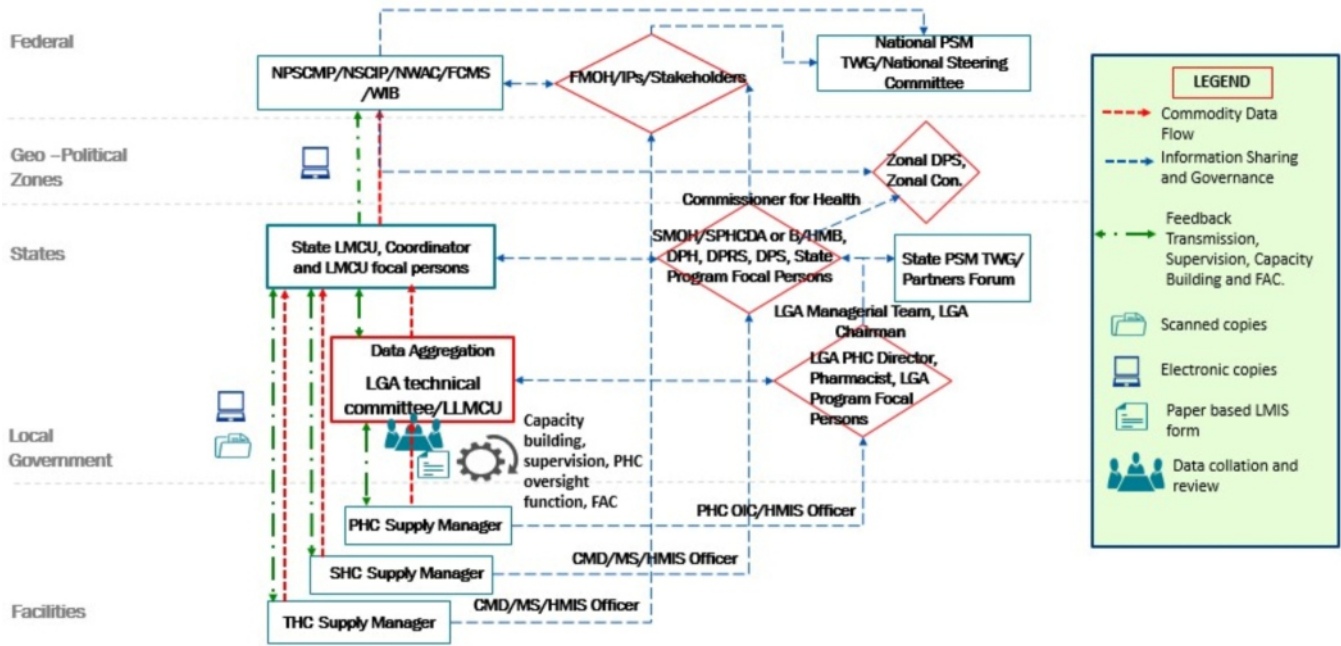 Federal
NPSCMP/NSCIP/NWAC/FCMS
/WIB
FMOH/IPs/Stakeholders
National PSM
TWG/National Steering
Committee
Geo –Political
Zones
Zonal DPS,
Zonal Con.
Commissioner for Health
States
State LMCU, Coordinator
and LMCU focal persons
SMOH/SPHCDA or B/HMB,
DPH, DPRS, DPS, State
Program Focal Persons
State PSM TWG/
Partners Forum
LGA Managerial Team, LGA
Chairman
Data Aggregation
LGA technical
committee/LLMCU
LGA PHC Director,
Pharmacist, LGA
Program Focal
Persons
Local
Government
Capacity
building,
supervision, PHC
oversight
function, FAC
PHC Supply Manager
PHC OIC/HMIS Officer
SHC Supply Manager
CMD/MS/HMIS Officer
Facilities
THC Supply Manager
CMD/MS/HMIS Officer
LEGEND
Commodity Data
Flow
Information Sharing
and Governance
Feedback
Transmission,
Supervision, Capacity
Building and FAC.
Scanned copies
Electronic copies
Paper based LMIS
form
Data collation and
review